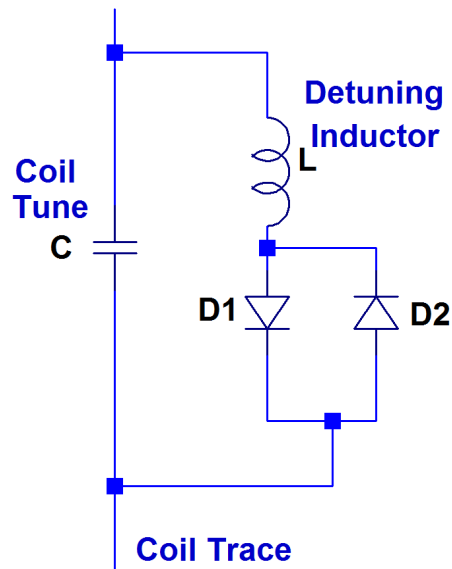 Detuning
Inductor
L
Coil
Tune
C
D1
D2
Coil Trace